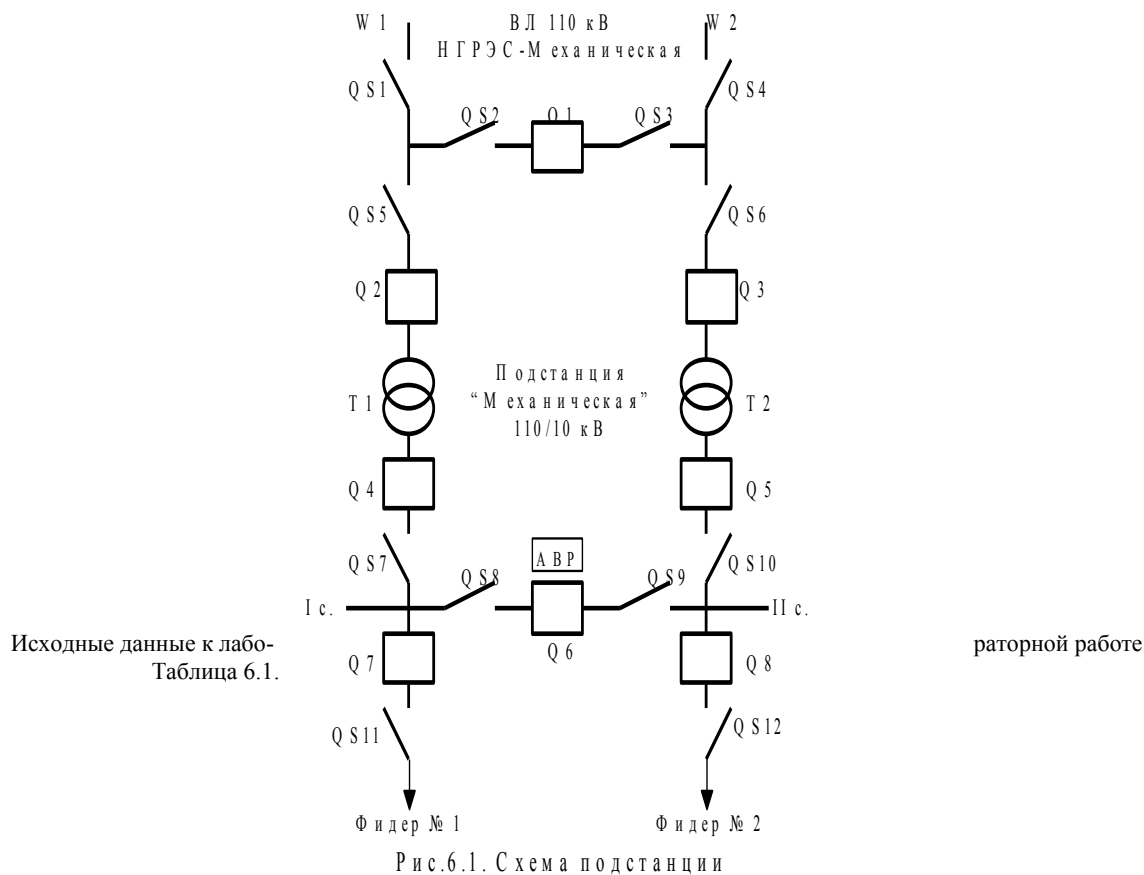 W 1 ВЛ 110 кВ W 2
НГРЭС-Механическая
QS1 QS4
QS2 Q1 QS3
QS5 QS6
Q2 Q3
Подстанция
T1 “Механическая” T2
110/10 кВ
Q4 Q5
АВР
QS7 QS8 QS9 QS10
I с. II с.
Исходные данные к лабо- раторной работе
Q7 Q6 Q8
Таблица 6.1.
QS11 QS12
Фидер № 1 Фидер № 2
Рис.6.1. Схема подстанции